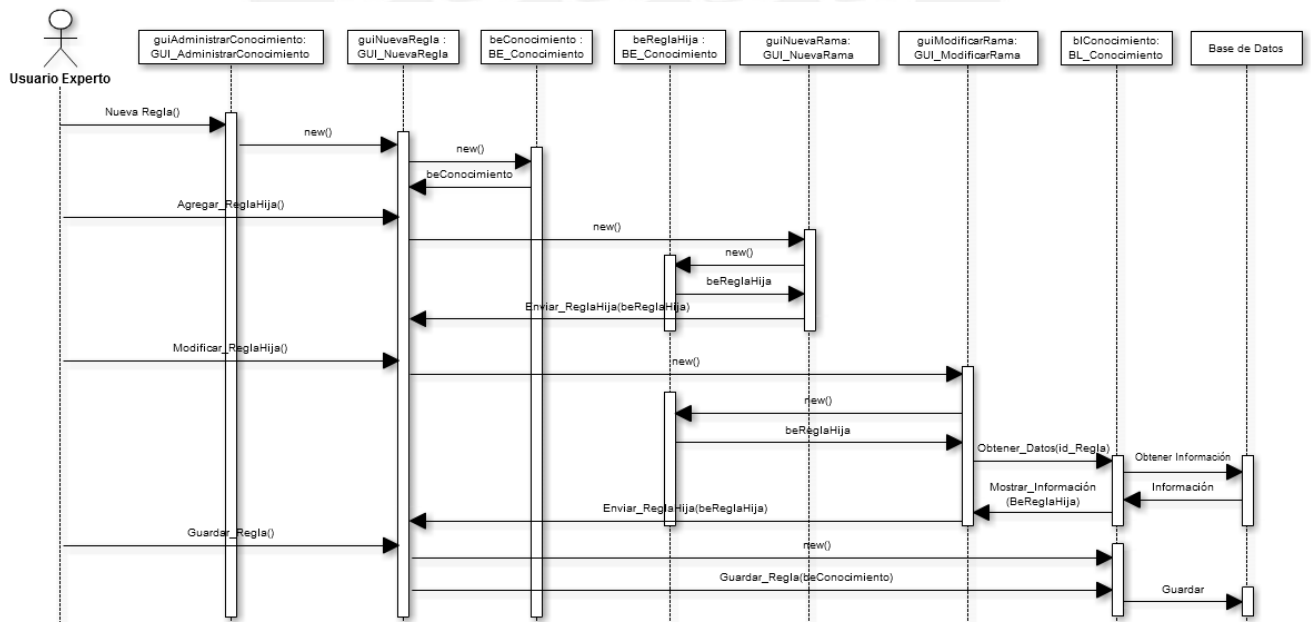 guiAdministrarConocimiento:
GUI_AdministrarConocimiento
guiNuevaRegla :
GUI_NuevaRegla
beConocimiento :
BE_Conocimiento
beReglaHija :
BE_Conocimiento
guiNuevaRama:
GUI_NuevaRama
guiModificarRama:
GUI_ModificarRama
blConocimiento:
BL_Conocimiento
Base de Datos
Usuario Experto
Nueva Regla()
new()
new()
beConocimiento
Agregar_ReglaHija()
new()
new()
beReglaHija
Enviar_ReglaHija(beReglaHija)
Modificar_ReglaHija()
new()
new()
beReglaHija
Obtener_Datos(id_Regla)
Obtener Información
Mostrar_Información
(BeReglaHija)
Información
Enviar_ReglaHija(beReglaHija)
Guardar_Regla()
new()
Guardar_Regla(beConocimiento)
Guardar